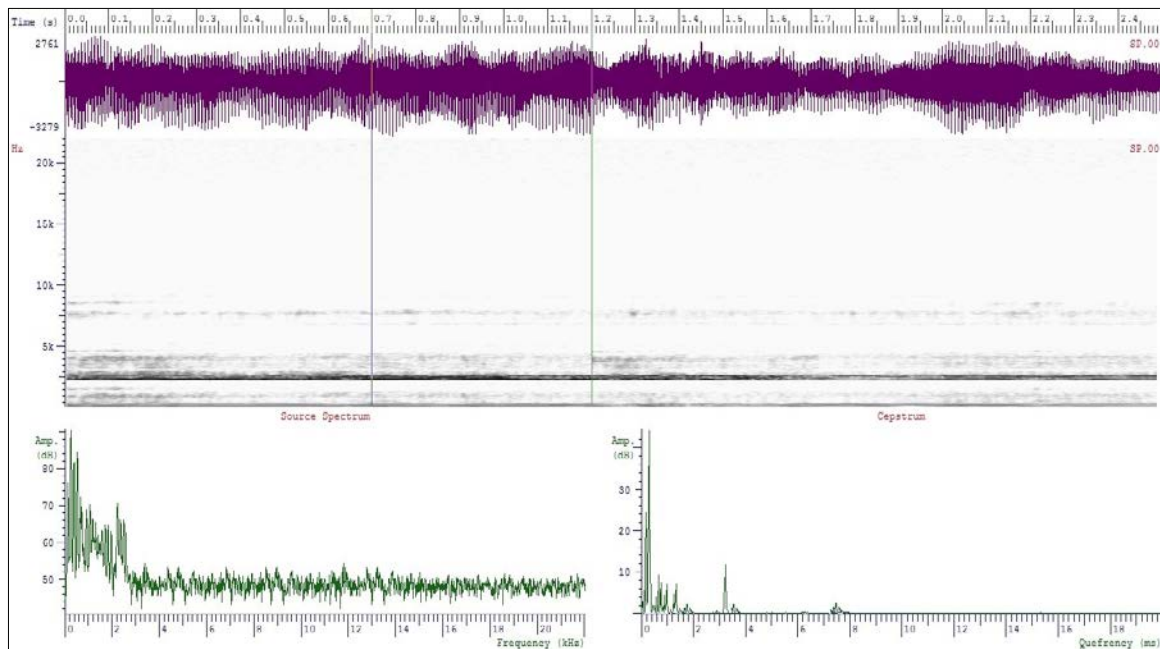 Time (s) 0.0 0.1 0.2 0.3 0.4 0.5 0.6 0.7 0.8 0.9 1.0 1.1 1.2 1.3 1.4 1.5 1.6 1.7 1.8 1.9 2.0 2.1 2.2 2.3 2.4
2761 SP.00
-3279
Hz SP.00
20k
15k
10k
5k
Source Spectrum Cepstrum
Amp. Amp.
(dH) (dH)
80
70
60
50
30
20
10
0 2 4 6 8 10 12 14 16 18 20 0 2 4 6 8 10 12 14 16 18
Frequency (kHz) Quefrency (ms)